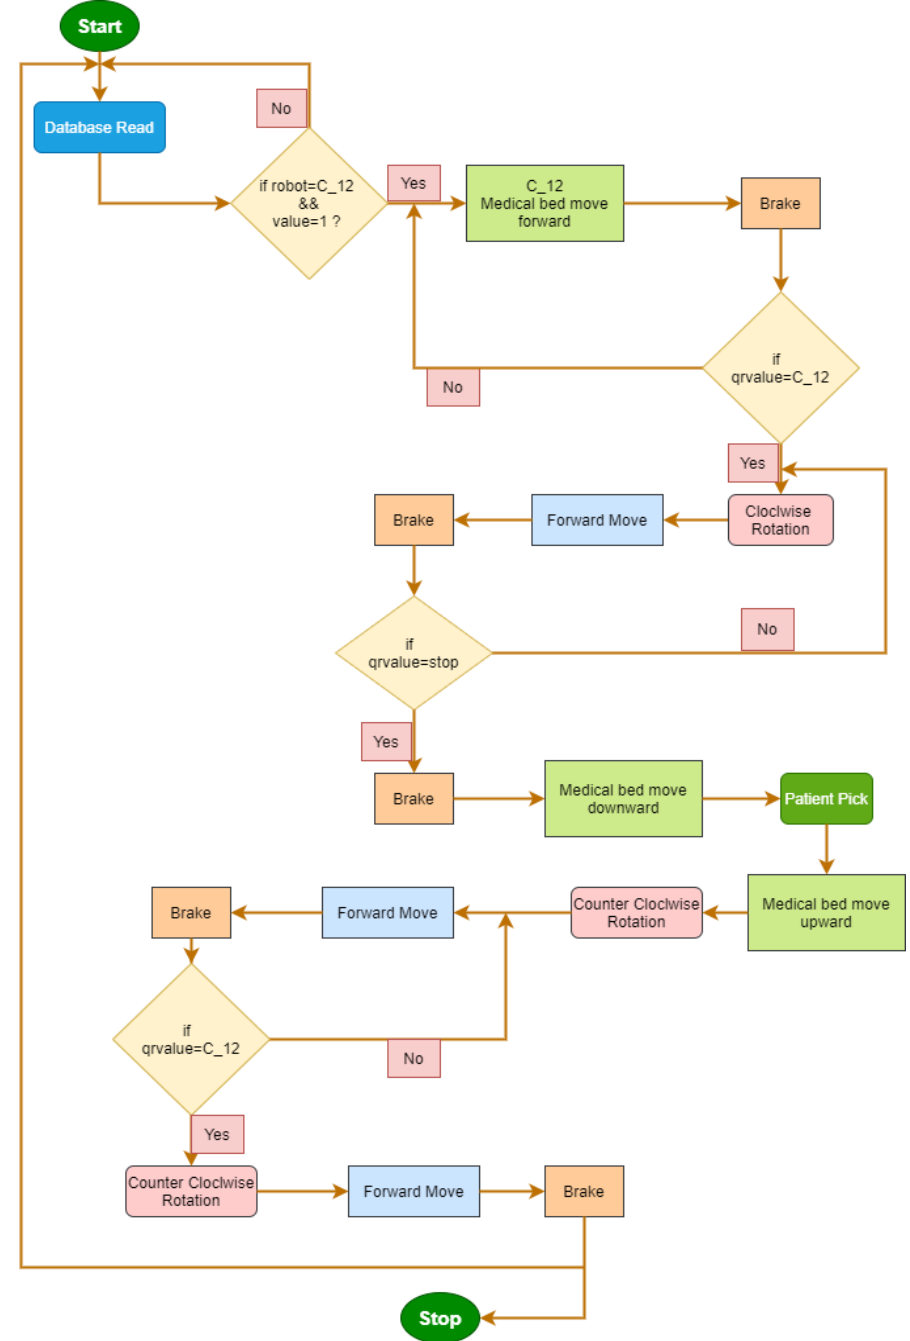 Start
No
Database Read
if robot=C_12
&&
value=1 ?
Yes
C_12
Medical bed move
forward
Brake
if
qrvalue=C_12
No
Yes
Cloclwise
Rotation
Forward Move
Brake
if
qrvalue=stop
No
Yes
Brake
Medical bed move
downward
Patient Pick
Medical bed move
upward
Counter Cloclwise
Rotation
Forward Move
Brake
if
qrvalue=C_12
No
Yes
Counter Cloclwise
Rotation
Forward Move
Brake
Stop